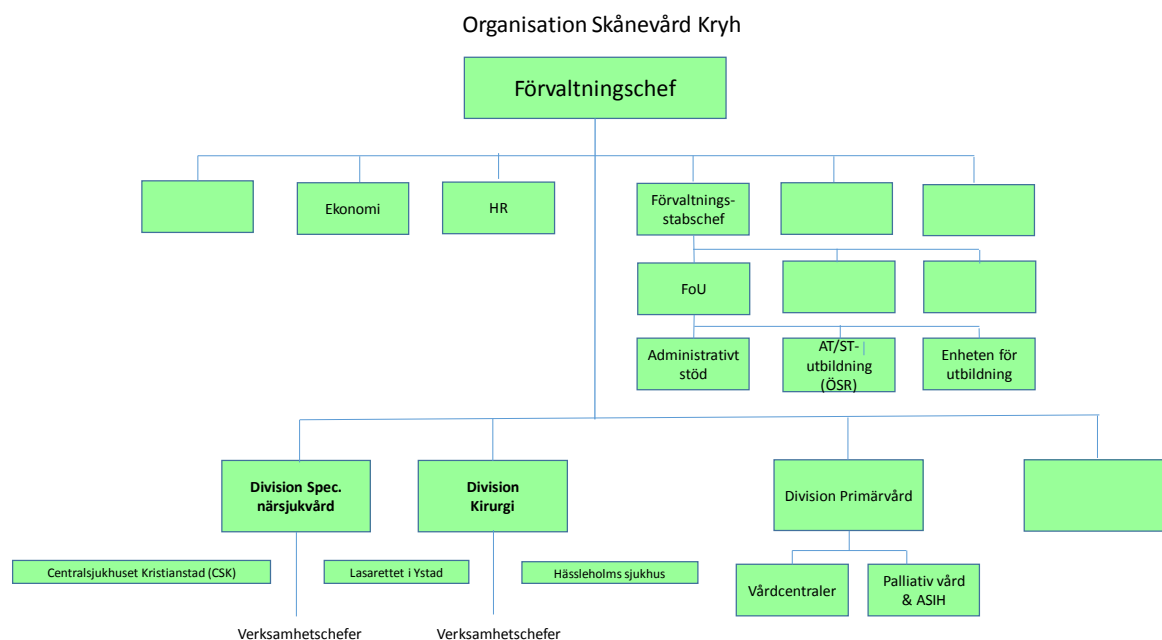 Organisation Skånevård Kryh
Förvaltningschef
Ekonomi
HR
Förvaltnings-
stabschef
FoU
Administrativt
stöd
AT/ST-
utbildning
(ÖSR)
Enheten för
utbildning
Division Spec.
närsjukvård
Division
Kirurgi
Division Primärvård
Centralsjukhuset Kristianstad (CSK)
Lasarettet i Ystad
Hässleholms sjukhus
Vårdcentraler
Palliativ vård
& ASIH
Verksamhetschefer
Verksamhetschefer